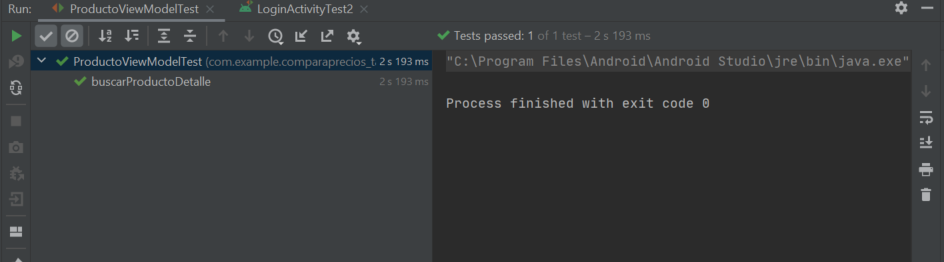 Run: ProductoViewModelTest LoginActivityTest2
Tests passed: 1 of 1 test – 2 s 193 ms
ProductoViewModelTest (com.example.comparaprecios_t 2 s 193 ms
buscarProductoDetalle 2 s 193 ms
"C:\Program Files\Android\Android Studio\jre\bin\java.exe"
Process finished with exit code 0